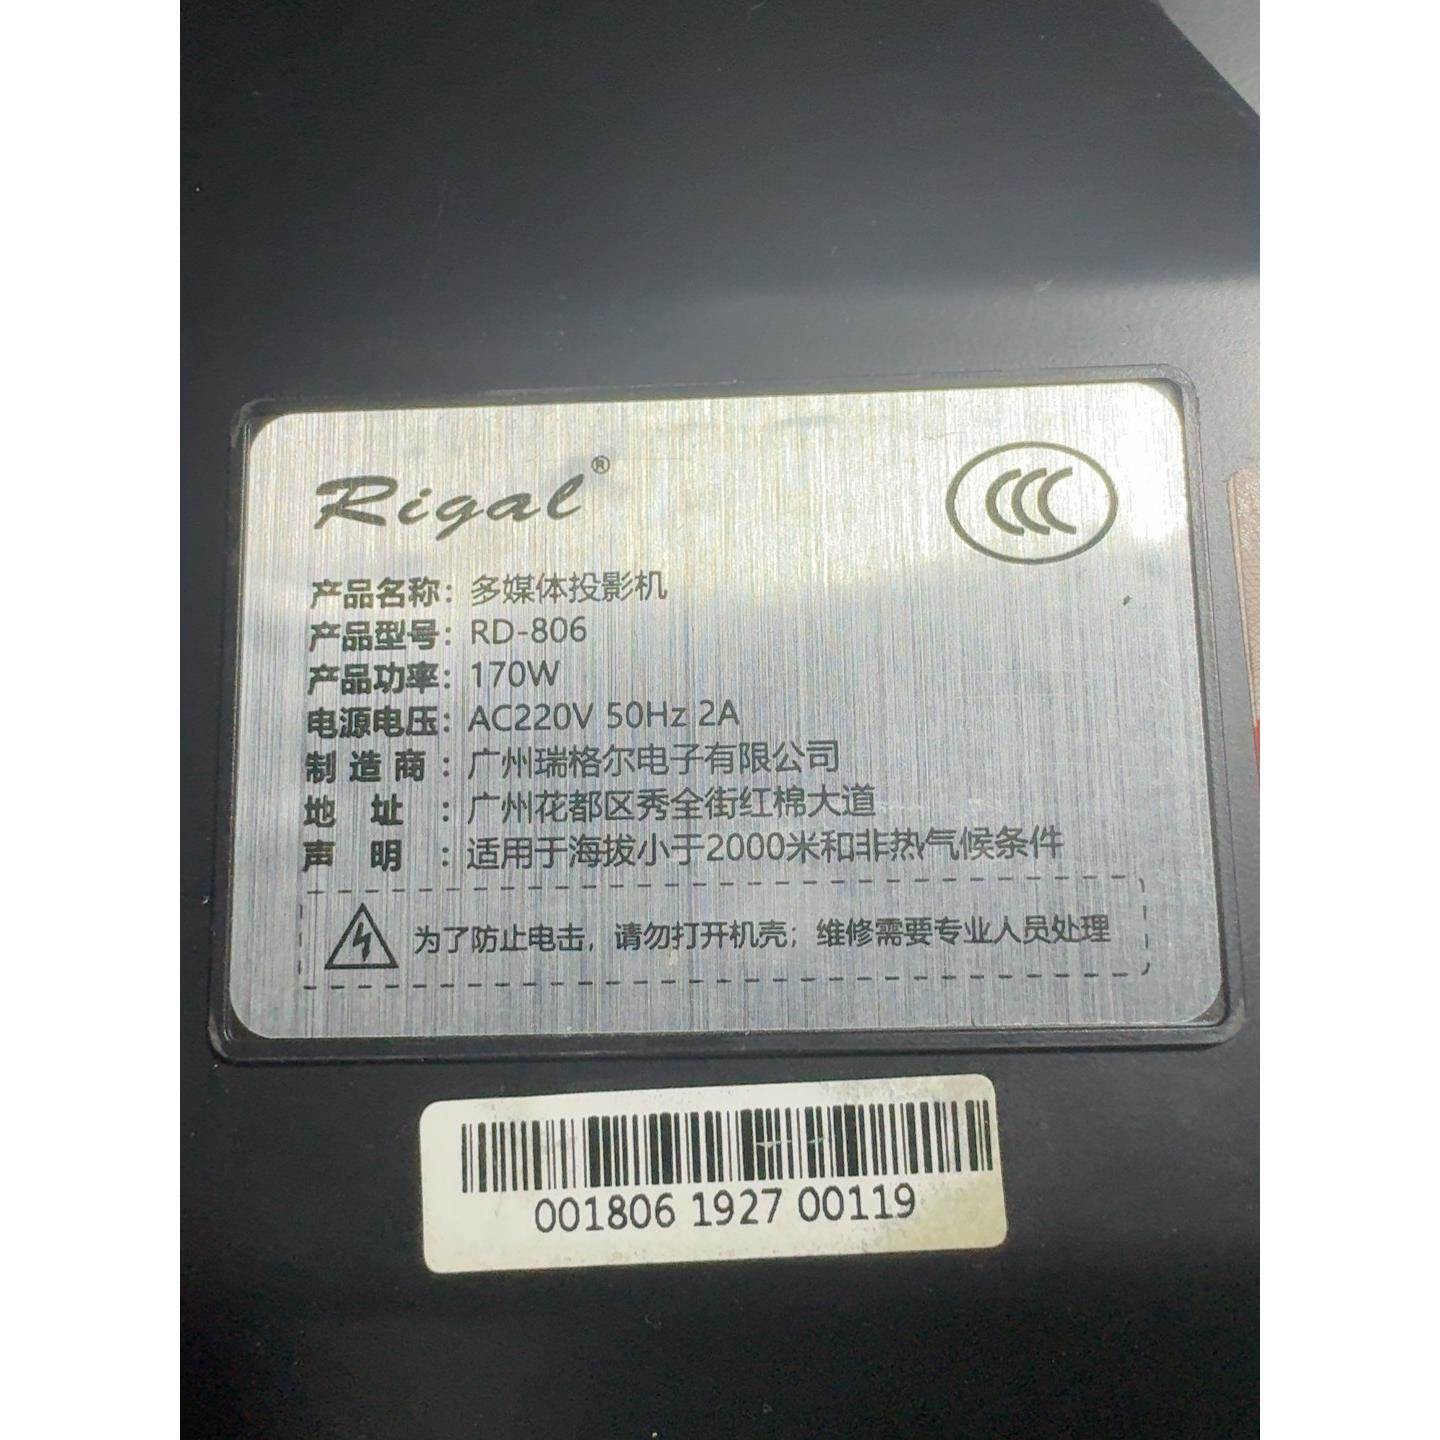 Rigal®
CCC
产品名称：多媒体投影机
产品型号：RD-806
产品功率：170W
电源电压：AC220V 50Hz 2A
制造商：广州瑞格尔电子有限公司
地址：广州花都区秀全街红棉大道
声明：适用于海拔小于2000米和非热气候条件
为了防止电击，请勿打开机壳；维修需要专业人员处理
001806 1927 00119